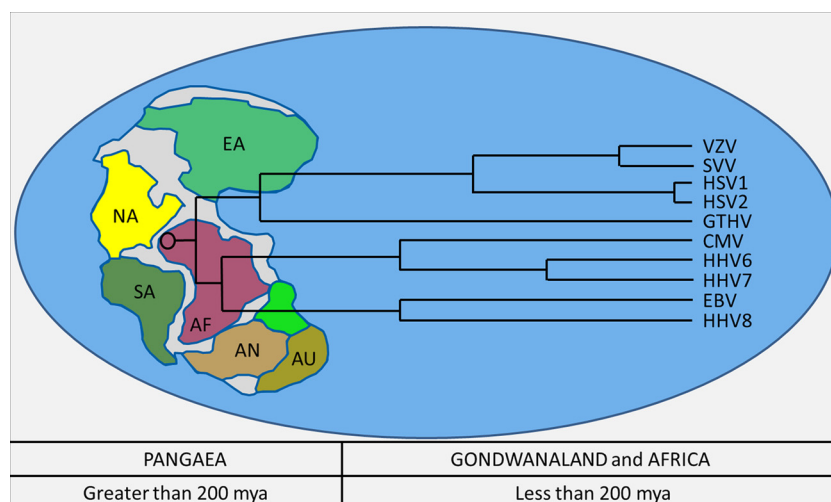 EA
NA
SA
AF
AN
AU
VZV
SVV
HSV1
HSV2
GTHV
CMV
HHV6
HHV7
EBV
HHV8
PANGAEA
GONDWANALAND and AFRICA
Greater than 200 mya
Less than 200 mya